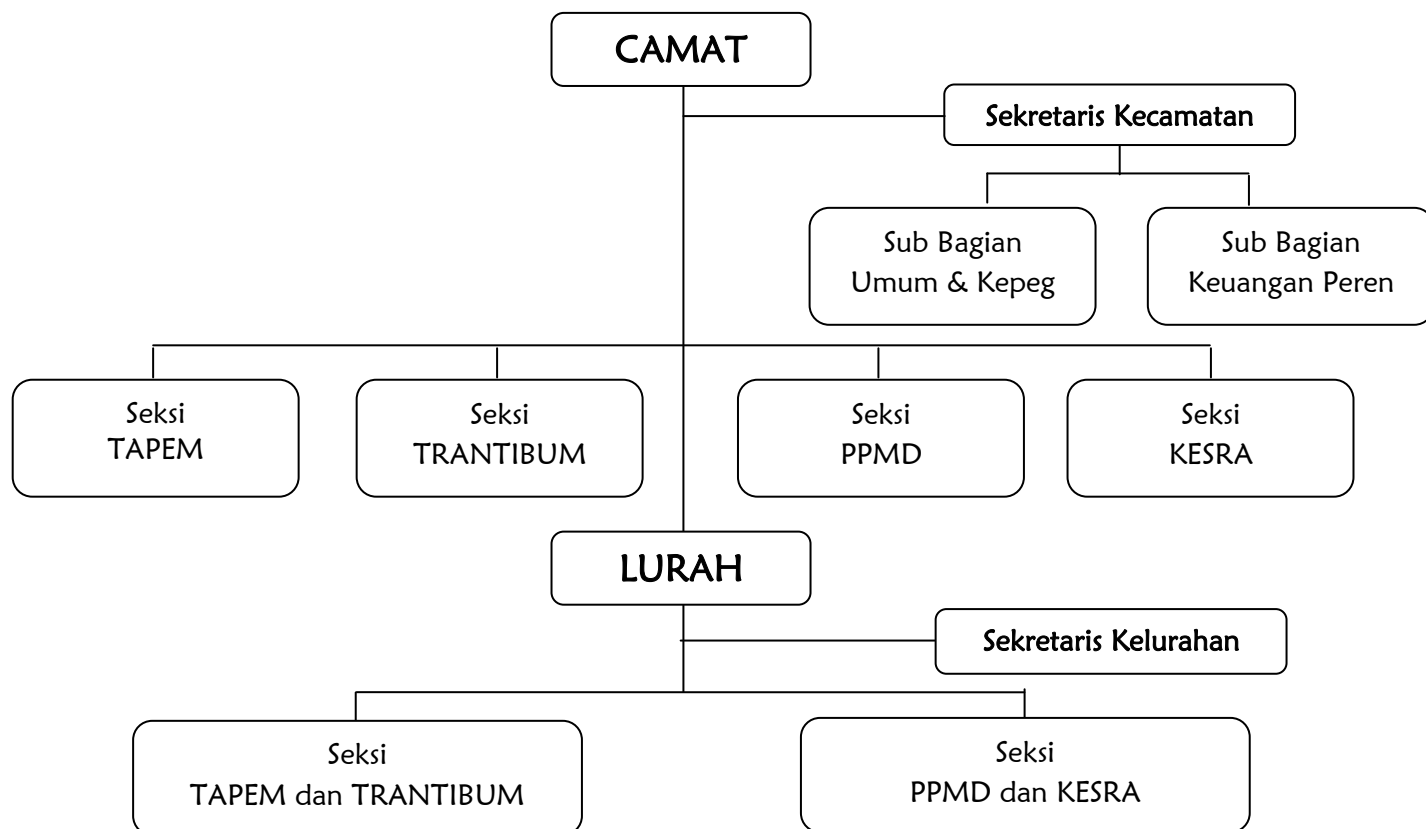 CAMAT
Sekretaris Kecamatan
Sub Bagian
Umum & Kepeg
Sub Bagian
Keuangan Peren
Seksi
TAPEM
Seksi
TRANTIBUM
Seksi
PPMD
Seksi
KESRA
LURAH
Sekretaris Kelurahan
Seksi
TAPEM dan TRANTIBUM
Seksi
PPMD dan KESRA